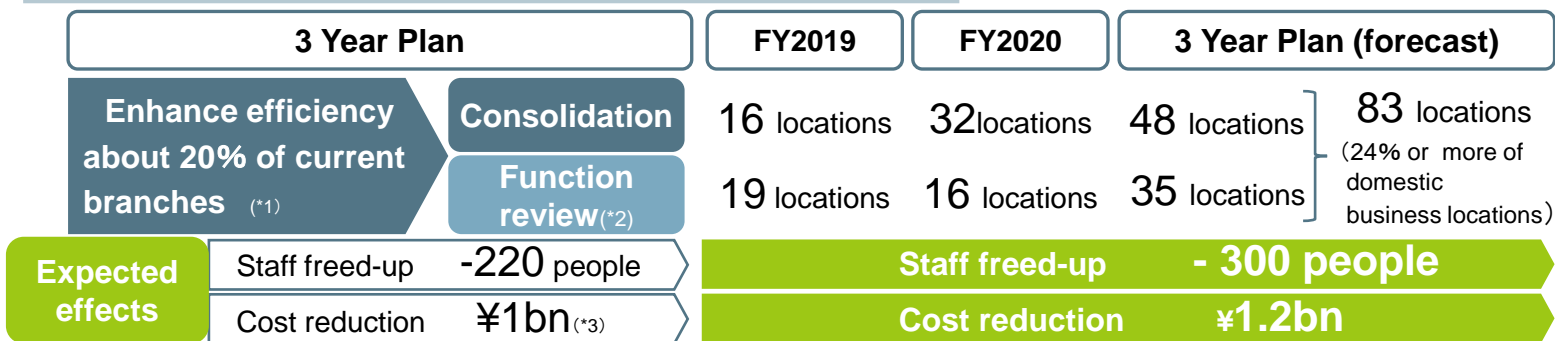 3 Year Plan
FY2019
FY2020
3 Year Plan (forecast)
Enhance efficiency
about 20% of current
branches (*1)
Consolidation
16 locations
32locations
48 locations
Function
review(*2)
19 locations
16 locations
35 locations
83 locations
(24% or more of
domestic
business locations)
Expected
effects
Staff freed-up -220 people
Cost reduction ¥1bn(*3)
Staff freed-up - 300 people
Cost reduction ¥1.2bn